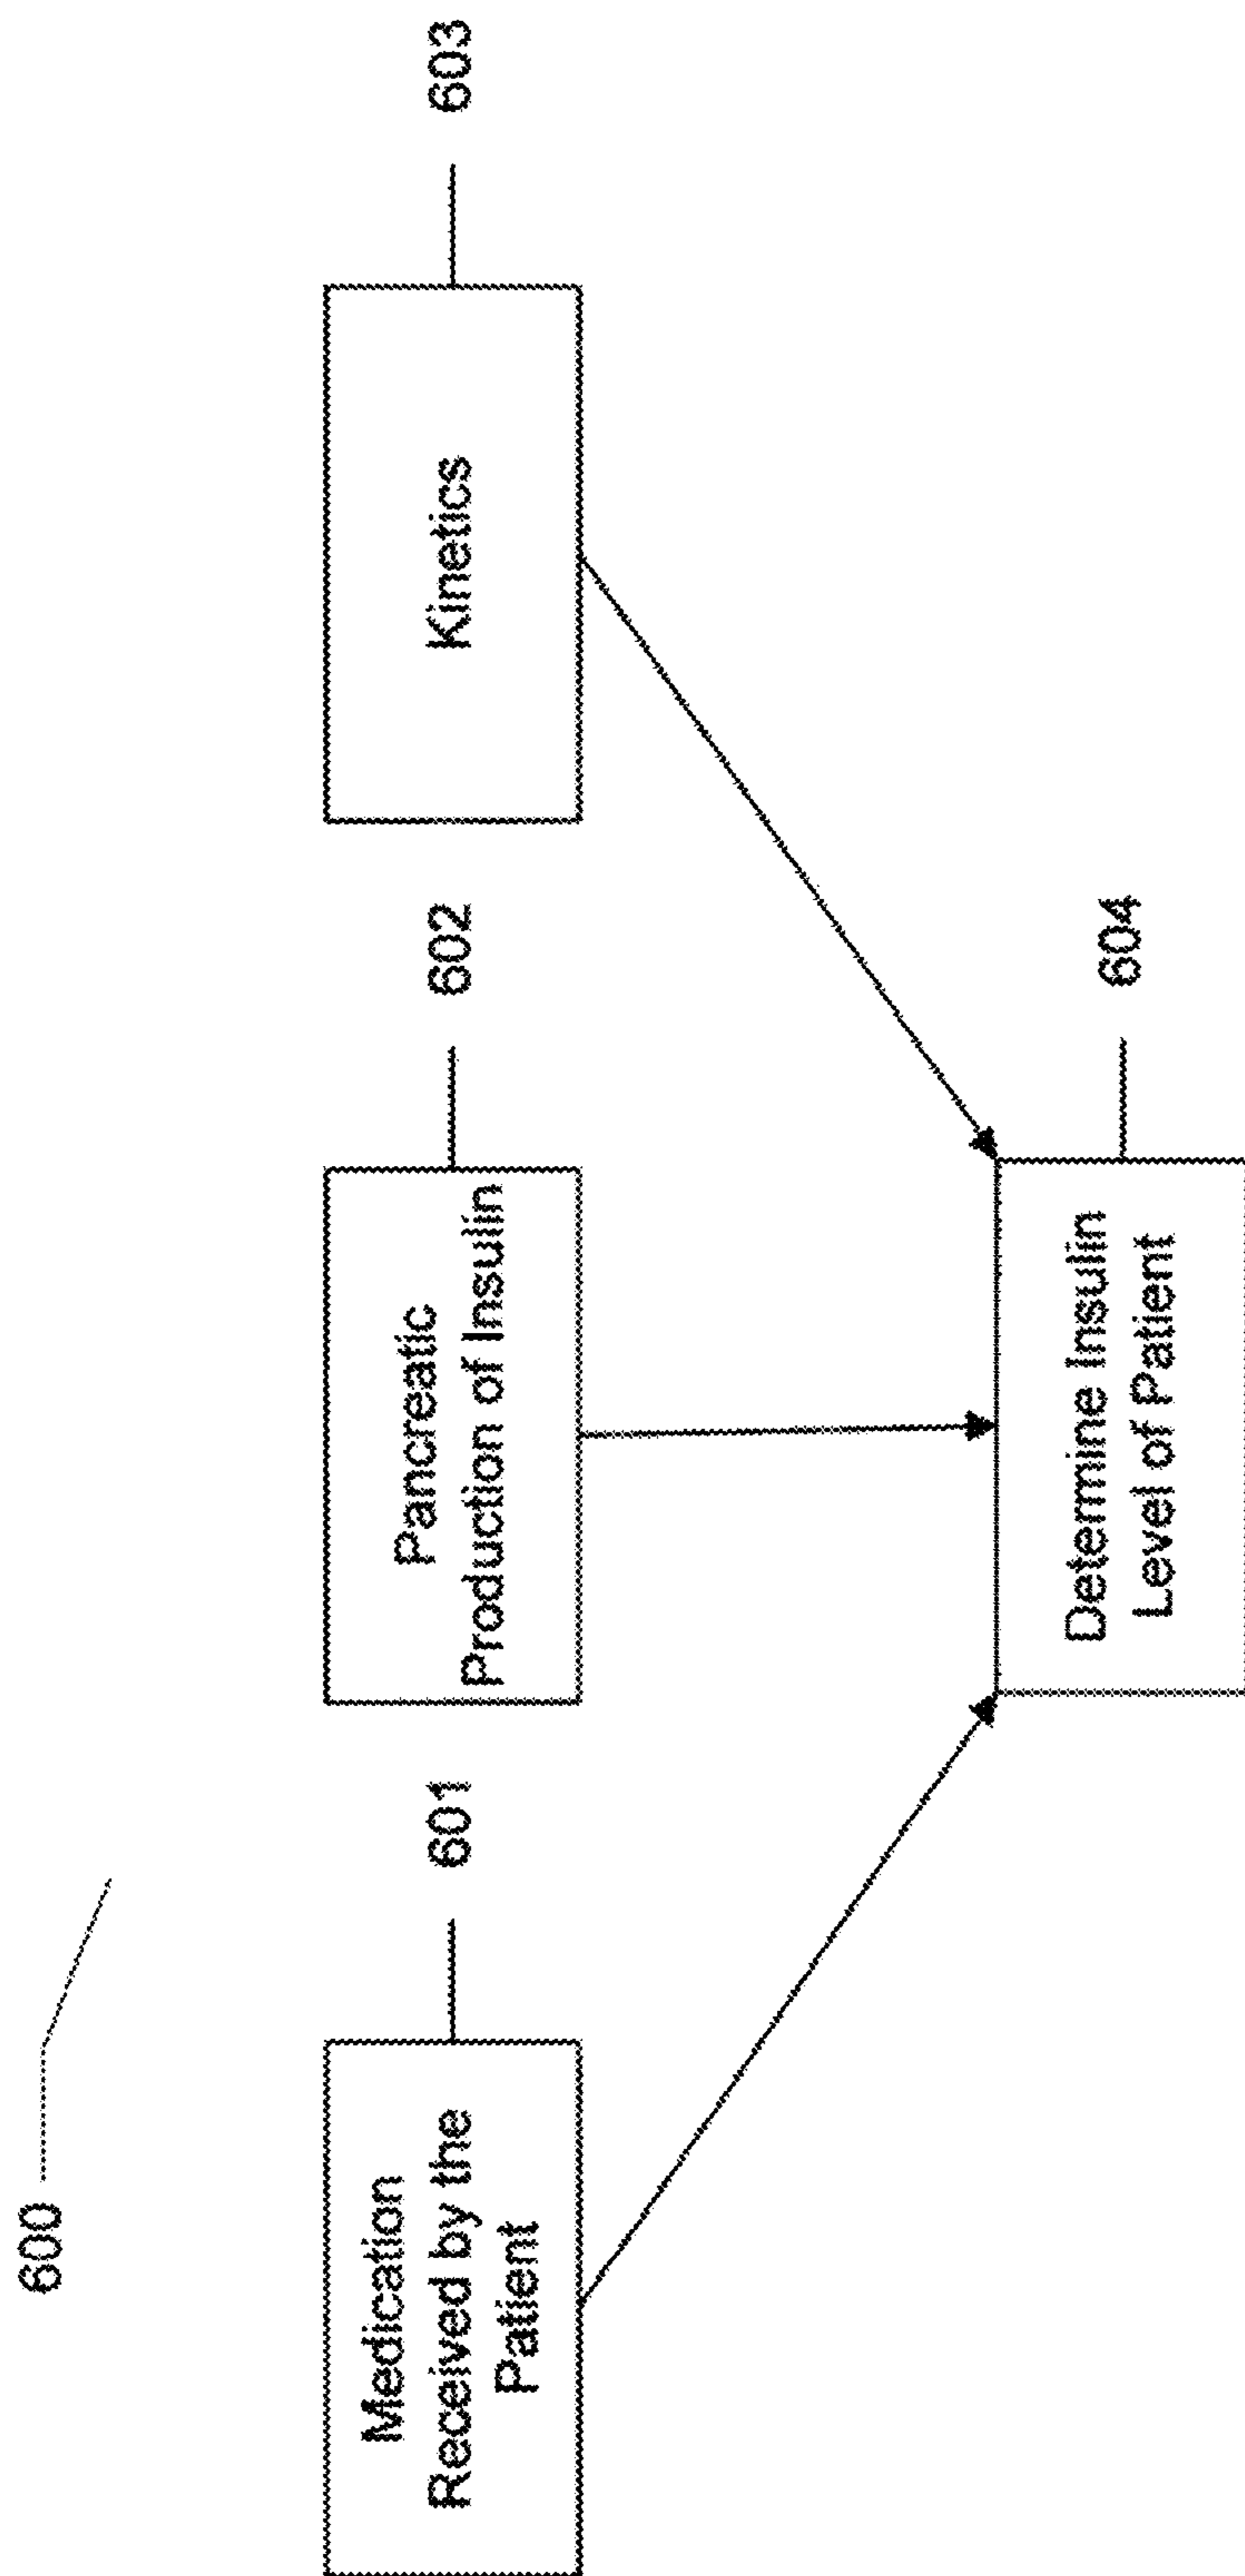 600
Medication
Received by the
Patient
601
Pancreatic
Production of Insulin
602
Kinetics
603
Determine Insulin
Level of Patient
604